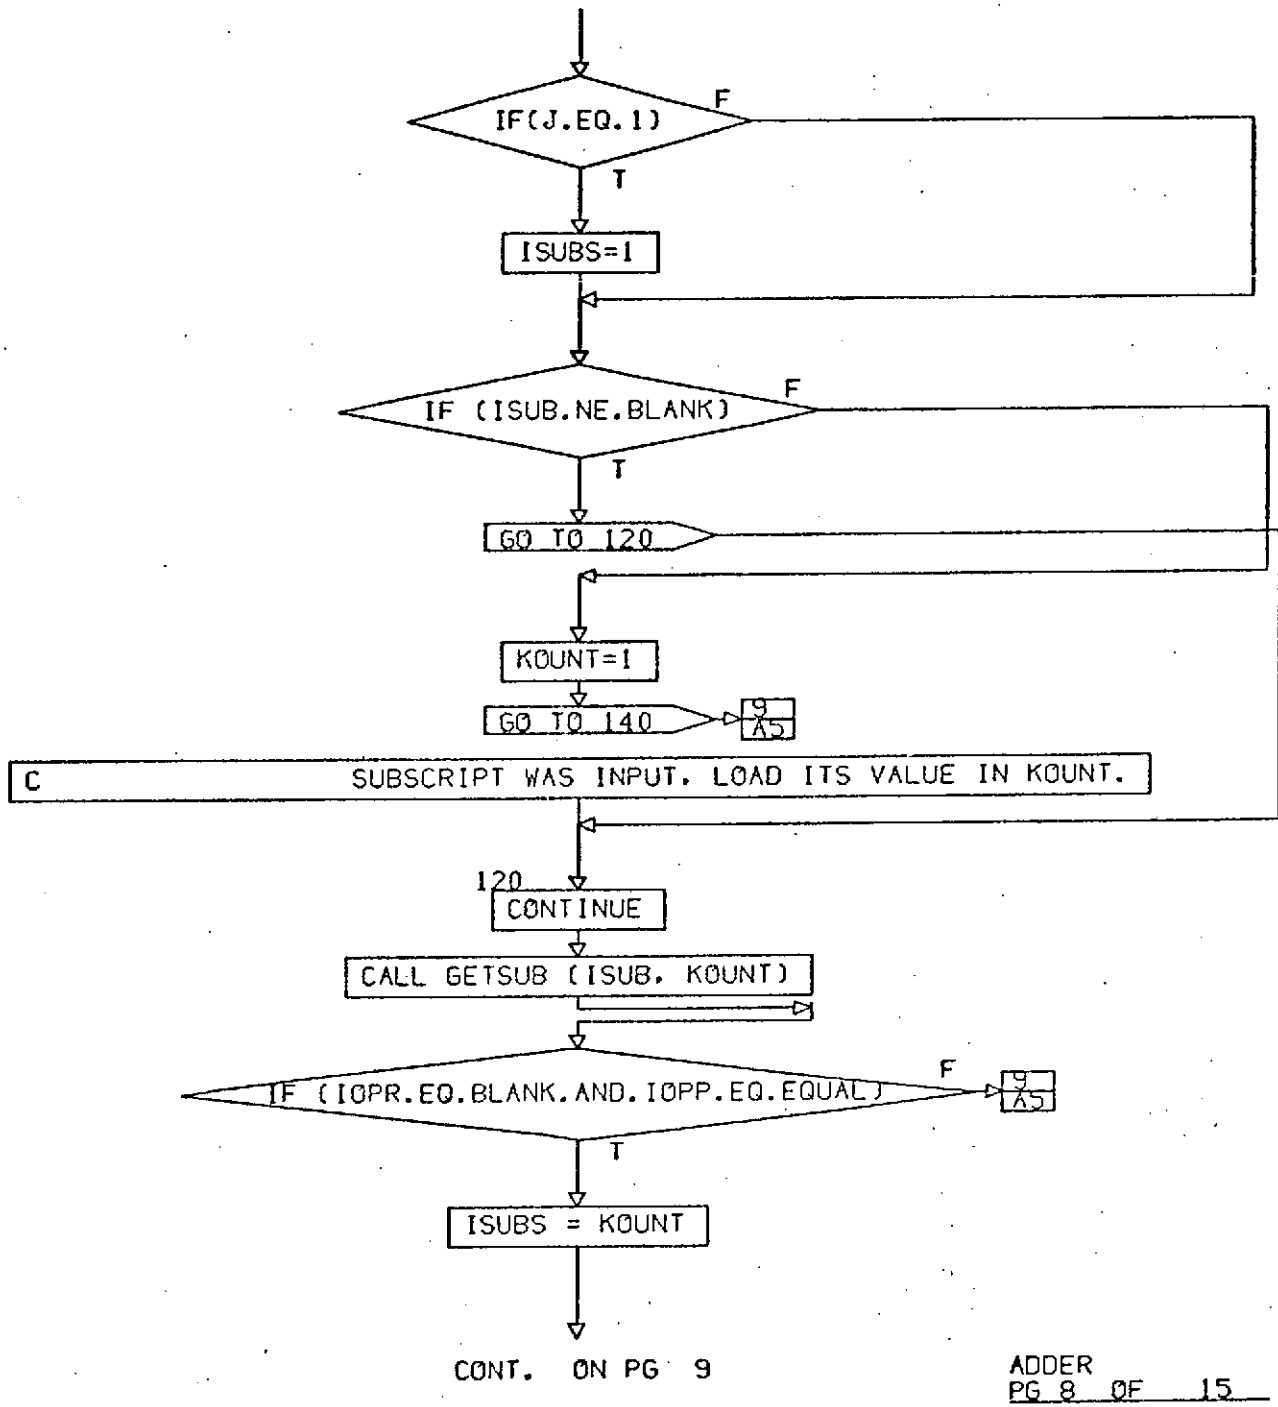 IF(J.EQ.1)
F
T
ISUBS=1
IF (ISUB.NE.BLANK)
F
T
GO TO 120
KOUNT=1
GO TO 140
9
A5
C SUBSCRIPT WAS INPUT. LOAD ITS VALUE IN KOUNT.
120
CONTINUE
CALL GETSUB (ISUB, KOUNT)
IF (IOPR.EQ.BLANK.AND.IOPP.EQ.EQUAL)
F
9
A5
T
ISUBS = KOUNT
CONT. ON PG 9
ADDER
PG 8 OF 15